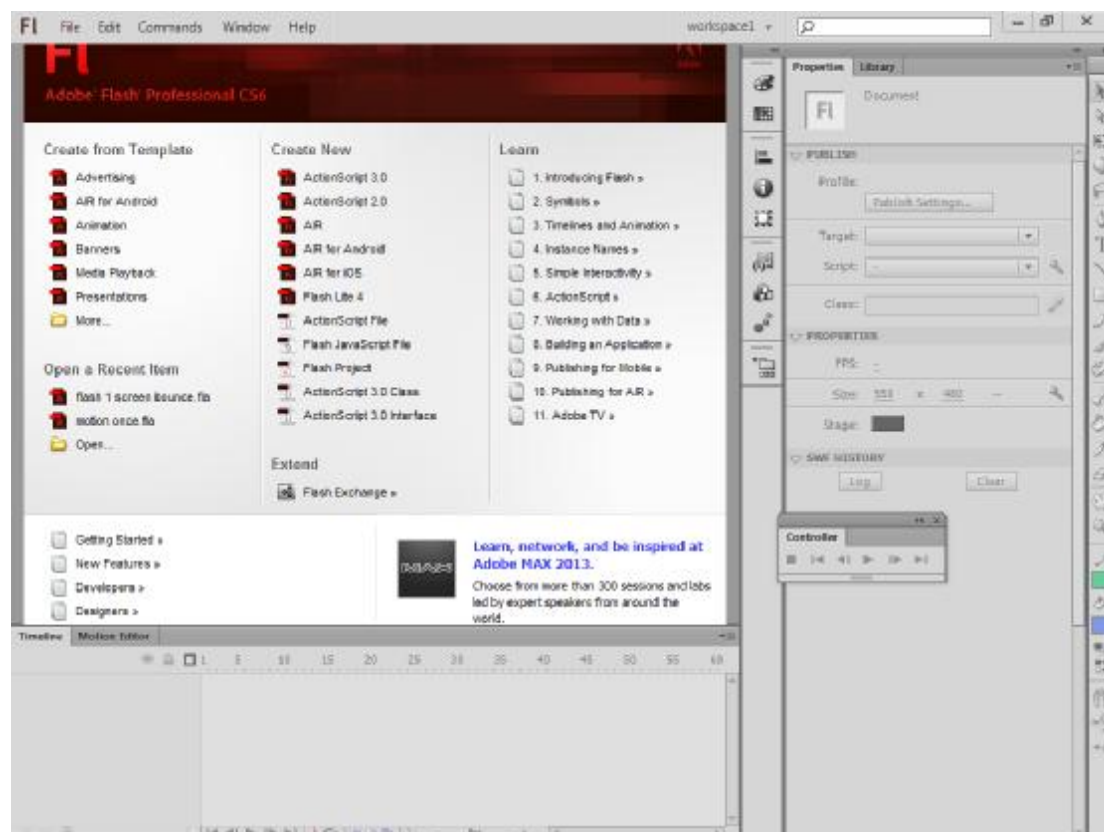 Fl File Edit Commands Window Help workspace1
Fl
Adobe Flash Professional CS6
Create from Template
Advertising
AIR for Android
Animation
Banners
Media Playback
Presentations
More...
Open a Recent Item
flash 1 screen bounce.fla
motion once.fla
Open...
Create New
ActionScript 3.0
ActionScript 2.0
AIR
AIR for Android
AIR for iOS
Flash Lite 4
ActionScript File
Flash JavaScript File
Flash Project
ActionScript 3.0 Class
ActionScript 3.0 Interface
Extend
Flash Exchange »
Learn
1. Introducing Flash »
2. Symbols »
3. Timelines and Animation »
4. Instance Names »
5. Simple Interactivity »
6. ActionScript »
7. Working with Data »
8. Building an Application »
9. Publishing for Mobile »
10. Publishing for AIR »
11. Adobe TV »
Getting Started »
New Features »
Developers »
Designers »
MAX
Learn, network, and be inspired at
Adobe MAX 2013.
Choose from more than 300 sessions and labs
led by expert speakers from around the
world.
Properties Library
Fl Document
PUBLISH
Profile:
Publish Settings...
Target:
Script: -
Class:
PROPERTIES
FPS: -
Size: 550 x 400
Stage:
SWF HISTORY
Log Clear
Controller
Timeline Motion Editor
1 5 10 15 20 25 30 35 40 45 50 55 60